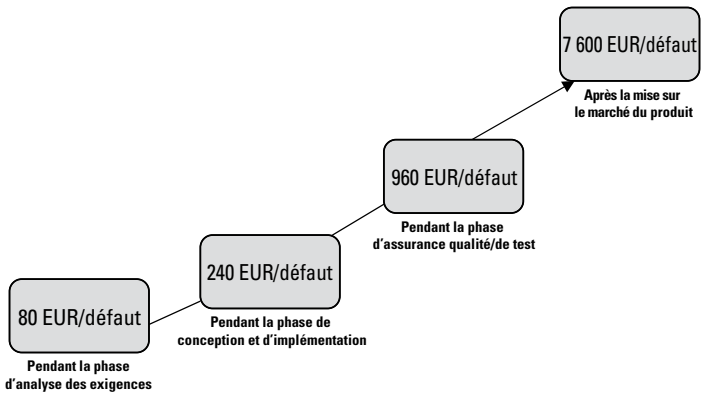 7 600 EUR/défaut
Après la mise sur
le marché du produit
960 EUR/défaut
Pendant la phase
d'assurance qualité/de test
240 EUR/défaut
Pendant la phase de
conception et d'implémentation
80 EUR/défaut
Pendant la phase
d'analyse des exigences